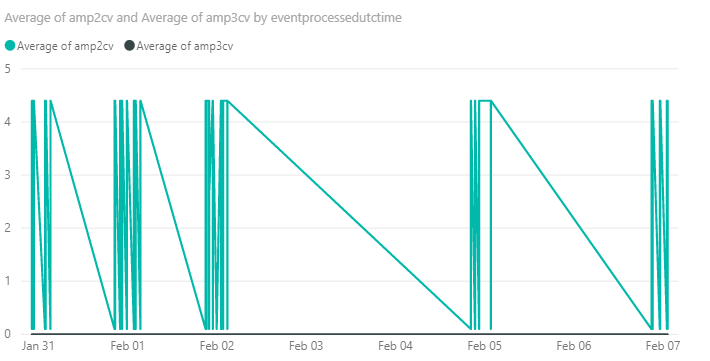 Average of amp2cv and Average of amp3cv by eventprocessedutctime
Average of amp2cv Average of amp3cv
5
4
3
2
1
0
Jan 31 Feb 01 Feb 02 Feb 03 Feb 04 Feb 05 Feb 06 Feb 07